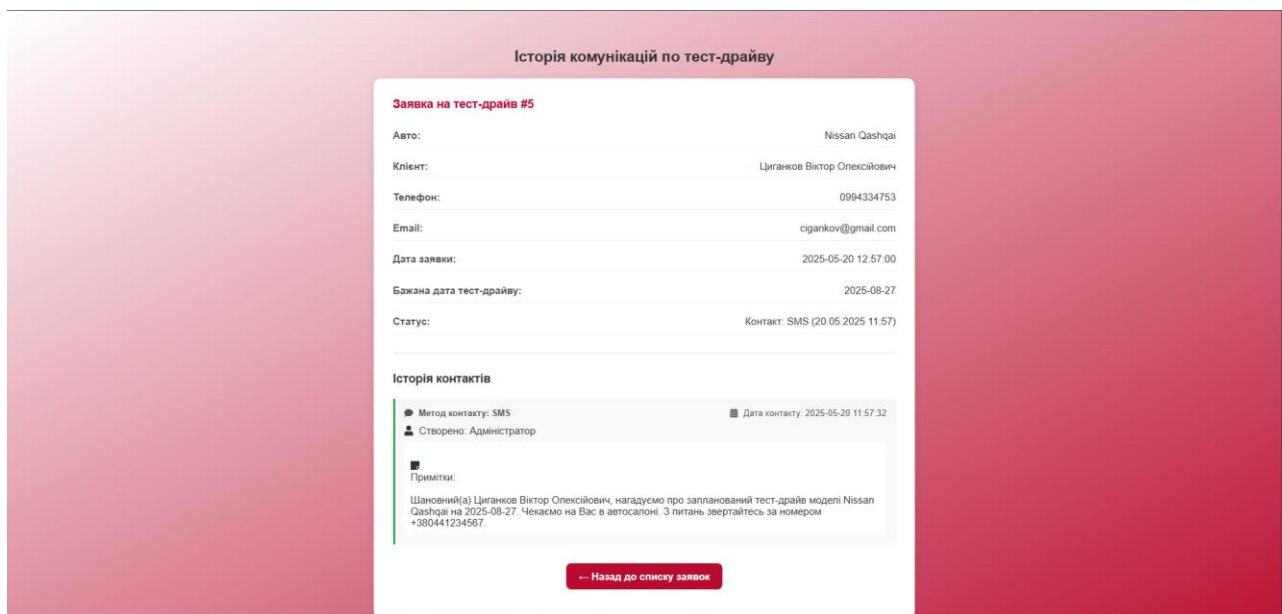 Історія комунікацій по тест-драйву
Заявка на тест-драйв #5
Авто: Nissan Qashqai
Клієнт: Циганков Віктор Олексійович
Телефон: 0994334753
Email: cigankov@gmail.com
Дата заявки: 2025-05-20 12:57:00
Бажана дата тест-драйву: 2025-08-27
Статус: Контакт: SMS (20.05.2025 11:57)
Історія контактів
Метод контакту: SMS Дата контакту: 2025-05-20 11:57:32
Створено: Адміністратор
Примітки:
Шановний(а) Циганков Віктор Олексійович, нагадуємо про запланований тест-драйв моделі Nissan
Qashqai на 2025-08-27. Чекаємо на Вас в автосалоні. З питань звертайтесь за номером
+380441234567.
← Назад до списку заявок